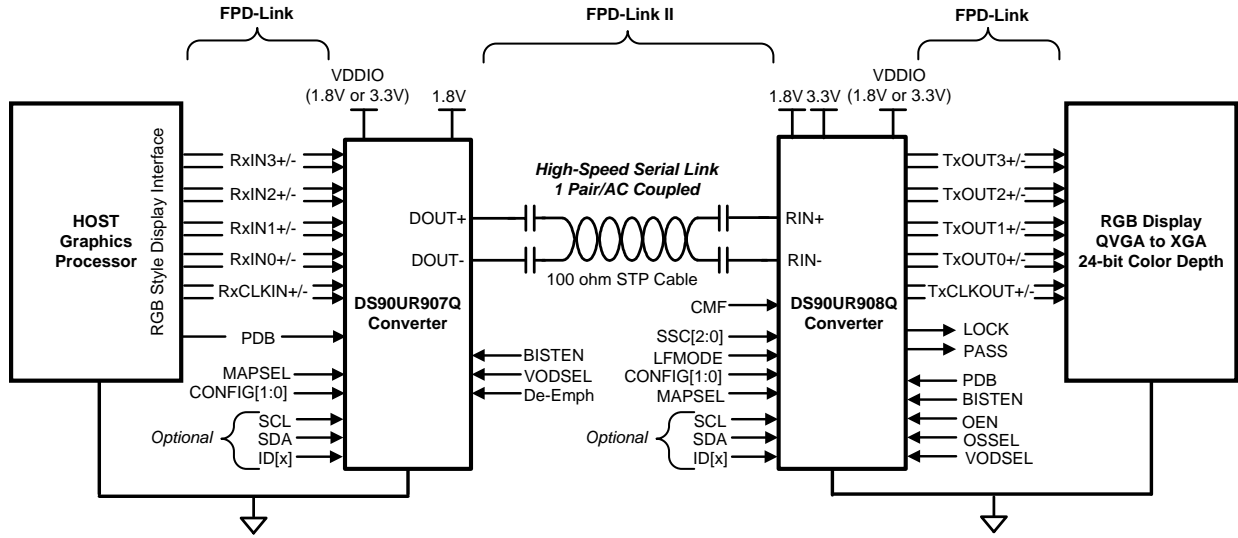 FPD-Link
FPD-Link II
FPD-Link
VDDIO
(1.8V or 3.3V)
1.8V
1.8V
3.3V
VDDIO
(1.8V or 3.3V)
HOST
Graphics
Processor
RGB Style Display Interface
RxIN3+/-
RxIN2+/-
RxIN1+/-
RxIN0+/-
RxCLKIN+/-
PDB
MAPSEL
CONFIG[1:0]
Optional
SCL
SDA
ID[x]
DOUT+
DOUT-
DS90UR907Q
Converter
BISTEN
VODSEL
De-Emph
High-Speed Serial Link
1 Pair/AC Coupled
100 ohm STP Cable
CMF
SSC[2:0]
LFMODE
CONFIG[1:0]
MAPSEL
Optional
SCL
SDA
ID[x]
RIN+
RIN-
DS90UR908Q
Converter
TxOUT3+/-
TxOUT2+/-
TxOUT1+/-
TxOUT0+/-
TxCLKOUT+/-
LOCK
PASS
PDB
BISTEN
OEN
OSSEL
VODSEL
RGB Display
QVGA to XGA
24-bit Color Depth